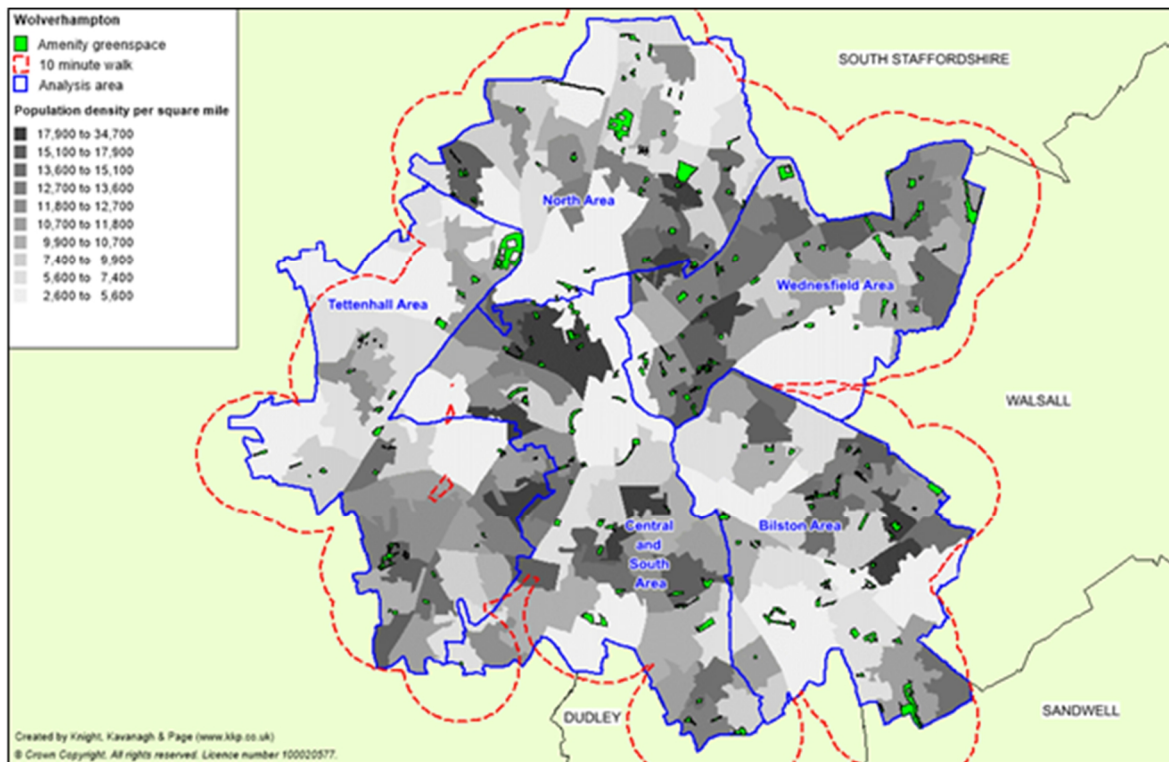 Wolverhampton
Amenity greenspace
10 minute walk
Analysis area
Population density per square mile
17,900 to 34,700
15,100 to 17,900
13,600 to 15,100
12,700 to 13,600
11,800 to 12,700
10,700 to 11,800
9,900 to 10,700
7,400 to 9,900
5,600 to 7,400
2,600 to 5,600
SOUTH STAFFORDSHIRE
North Area
Wednesfield Area
Tettenhall Area
WALSALL
Central
and
South
Area
Bilston Area
DUDLEY
SANDWELL
Created by Knight, Kavanagh & Page (www.kkp.co.uk)
© Crown Copyright. All rights reserved. Licence number 100020577.